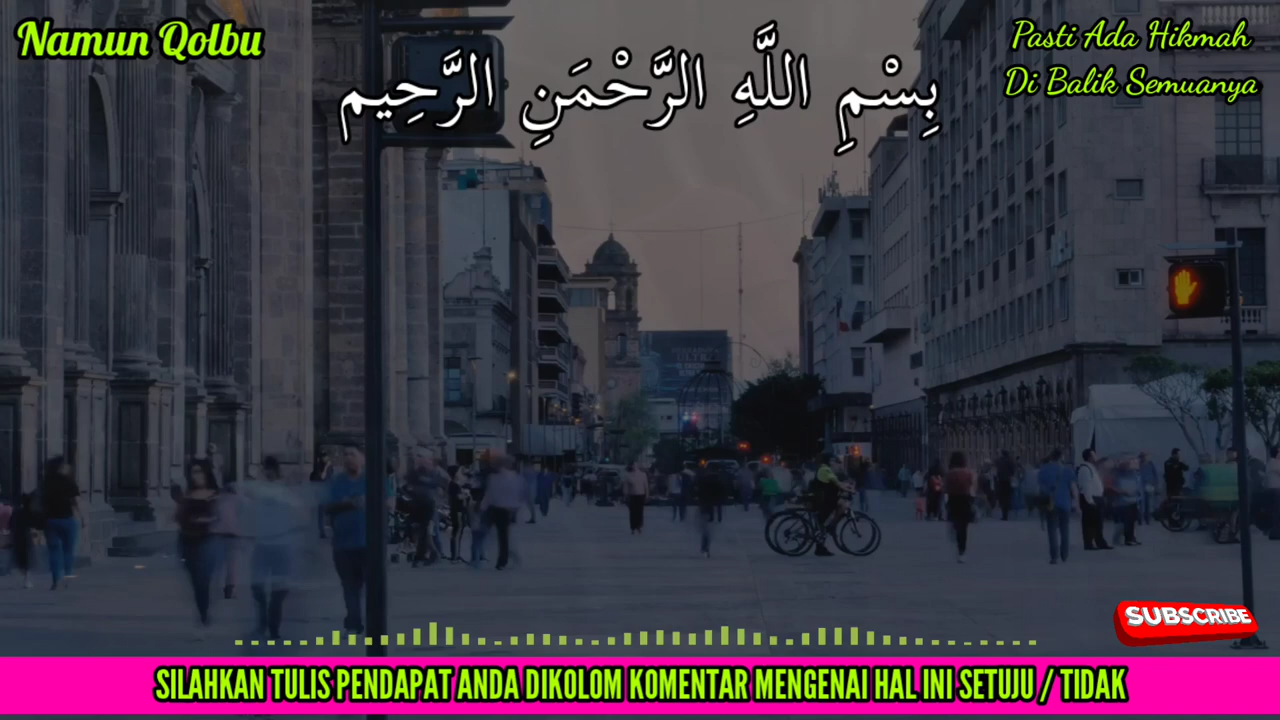 Namun Qolbu
بِسْمِ اللَّهِ الرَّحْمَنِ الرَّحِيم
Pasti Ada Hikmah
Di Balik Semuanya
SUBSCRIBE
SILAHKAN TULIS PENDAPAT ANDA DIKOLOM KOMENTAR MENGENAI HAL INI SETUJU / TIDAK